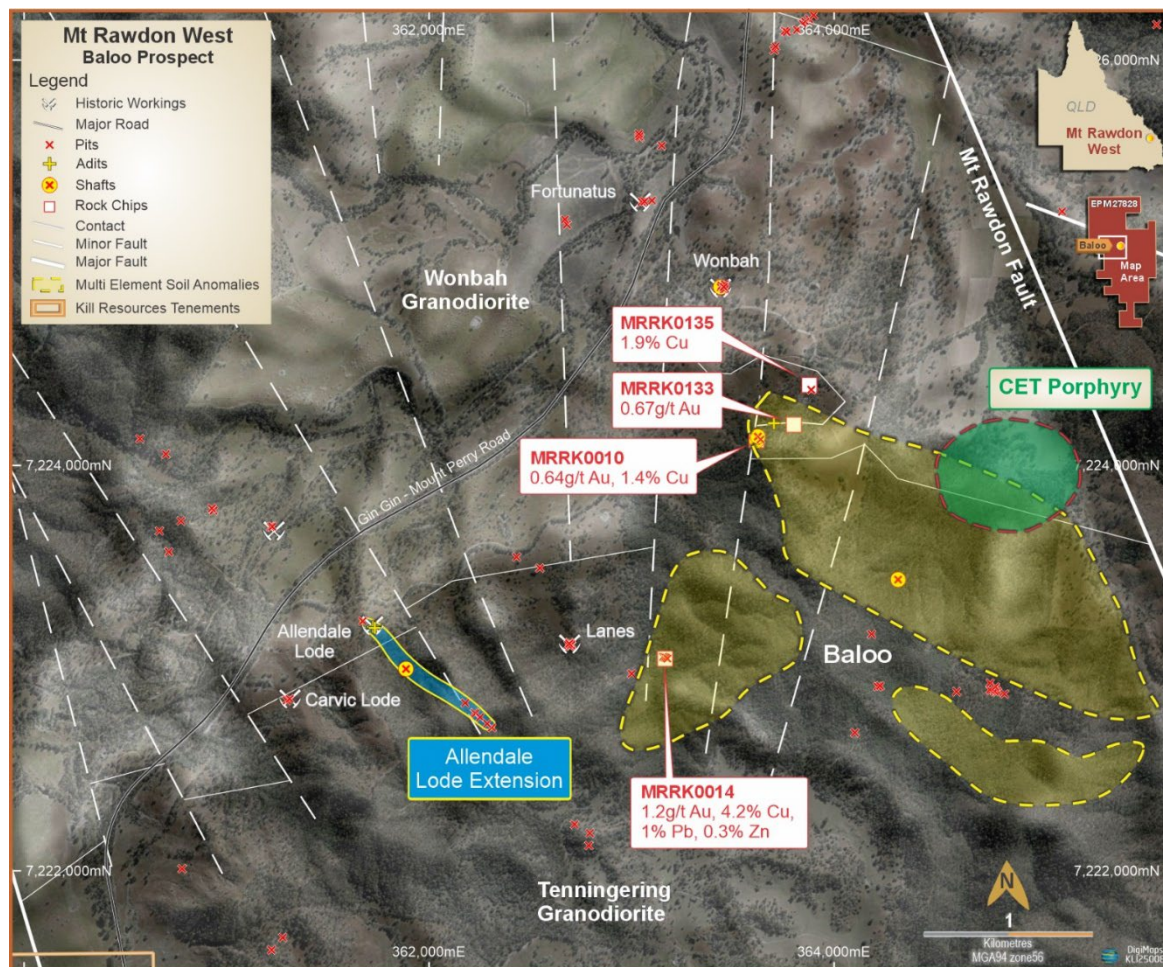 Mt Rawdon West
Baloo Prospect
Legend
Historic Workings
Major Road
Pits
Adits
Shafts
Rock Chips
Contact
Minor Fault
Major Fault
Multi Element Soil Anomalies
Kill Resources Tenements
362,000mE
364,000mE
26,000mN
QLD
Mt Rawdon
West
EPM27828
Baloo
Map
Area
Mt Rawdon Fault
Fortunatus
Wonbah
Granodiorite
Wonbah
MRRK0135
1.9% Cu
MRRK0133
0.67g/t Au
MRRK0010
0.64g/t Au, 1.4% Cu
CET Porphyry
7,224,000mN
7,224,000mN
Gin Gin - Mount Perry Road
Allendale
Lode
Lanes
Carvic Lode
Baloo
Allendale
Lode Extension
MRRK0014
1.2g/t Au, 4.2% Cu,
1% Pb, 0.3% Zn
7,222,000mN
7,222,000mN
Tenningering
Granodiorite
N
1
Kilometres
MGA94 zone56
362,000mE
364,000mE
DigiMaps
KLI25008